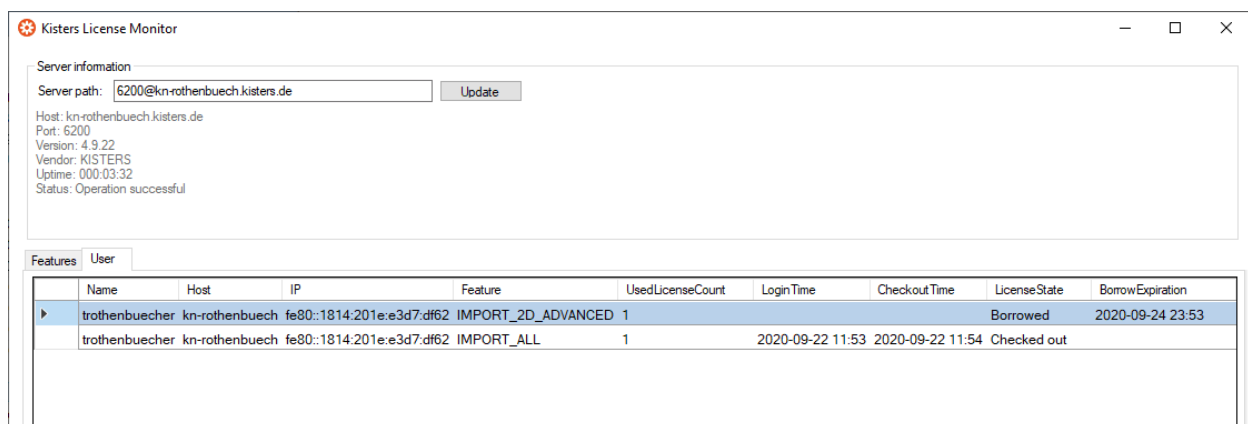 Kisters License Monitor
Server information
Server path: 6200@kn-rothenbuech.kisters.de Update
Host: kn-rothenbuech.kisters.de
Port: 6200
Version: 4.9.22
Vendor: KISTERS
Uptime: 000:03:32
Status: Operation successful
Features User
Name Host IP Feature UsedLicenseCount LoginTime CheckoutTime LicenseState BorrowExpiration
trothenbuecher kn-rothenbuech fe80::1814:201e:e3d7:df62 IMPORT_2D_ADVANCED 1 Borrowed 2020-09-24 23:53
trothenbuecher kn-rothenbuech fe80::1814:201e:e3d7:df62 IMPORT_ALL 1 2020-09-22 11:53 2020-09-22 11:54 Checked out